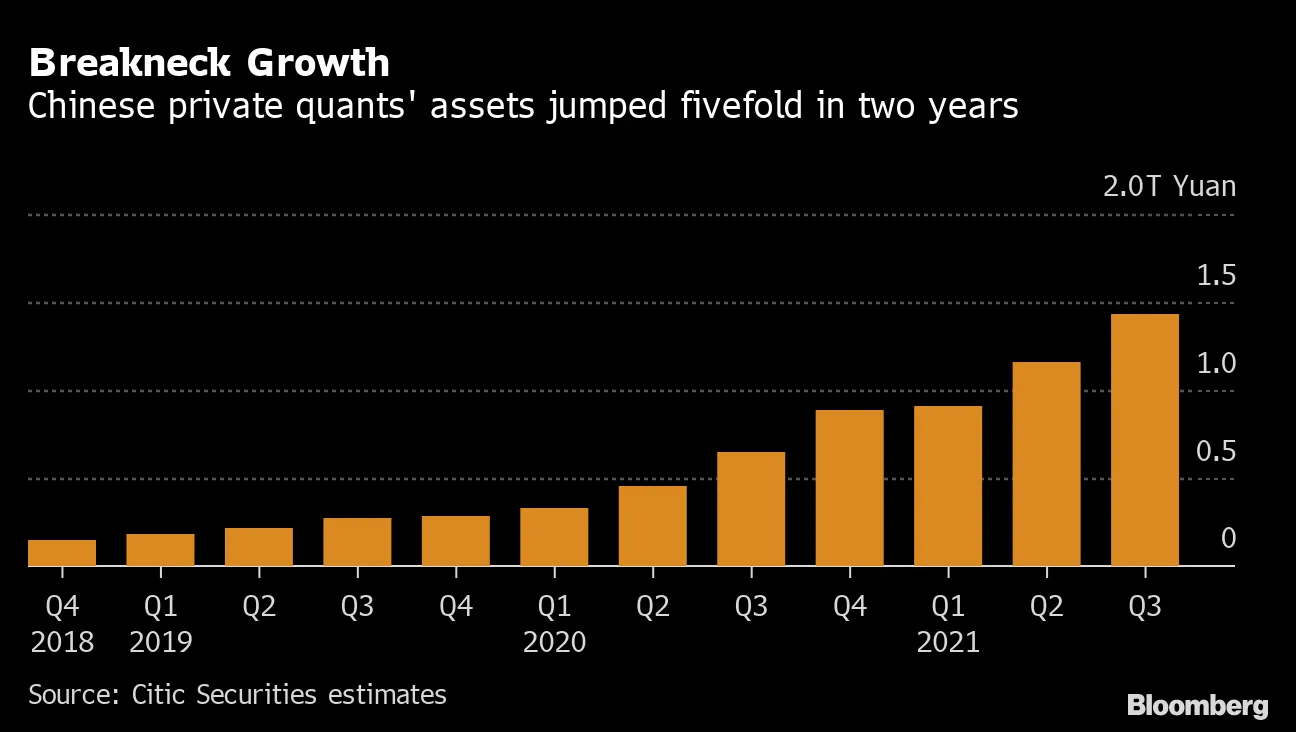 Breakneck Growth
Chinese private quants' assets jumped fivefold in two years
2.0T Yuan
1.5
1.0
0.5
0
Q4 Q1 Q2 Q3 Q4 Q1 Q2 Q3 Q4 Q1 Q2 Q3
2018 2019 2020 2021
Source: Citic Securities estimates
Bloomberg